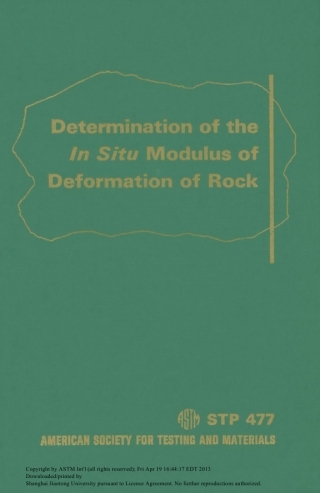 Determination of the
In Situ Modulus of
Deformation of Rock
ASTM STP 477
AMERICAN SOCIETY FOR TESTING AND MATERIALS
Copyright by ASTM Int'l (all rights reserved); Fri Apr 19 16:44:17 EDT 2013
Downloaded/printed by
Shanghai Jiaotong University pursuant to License Agreement. No further reproductions authorized.